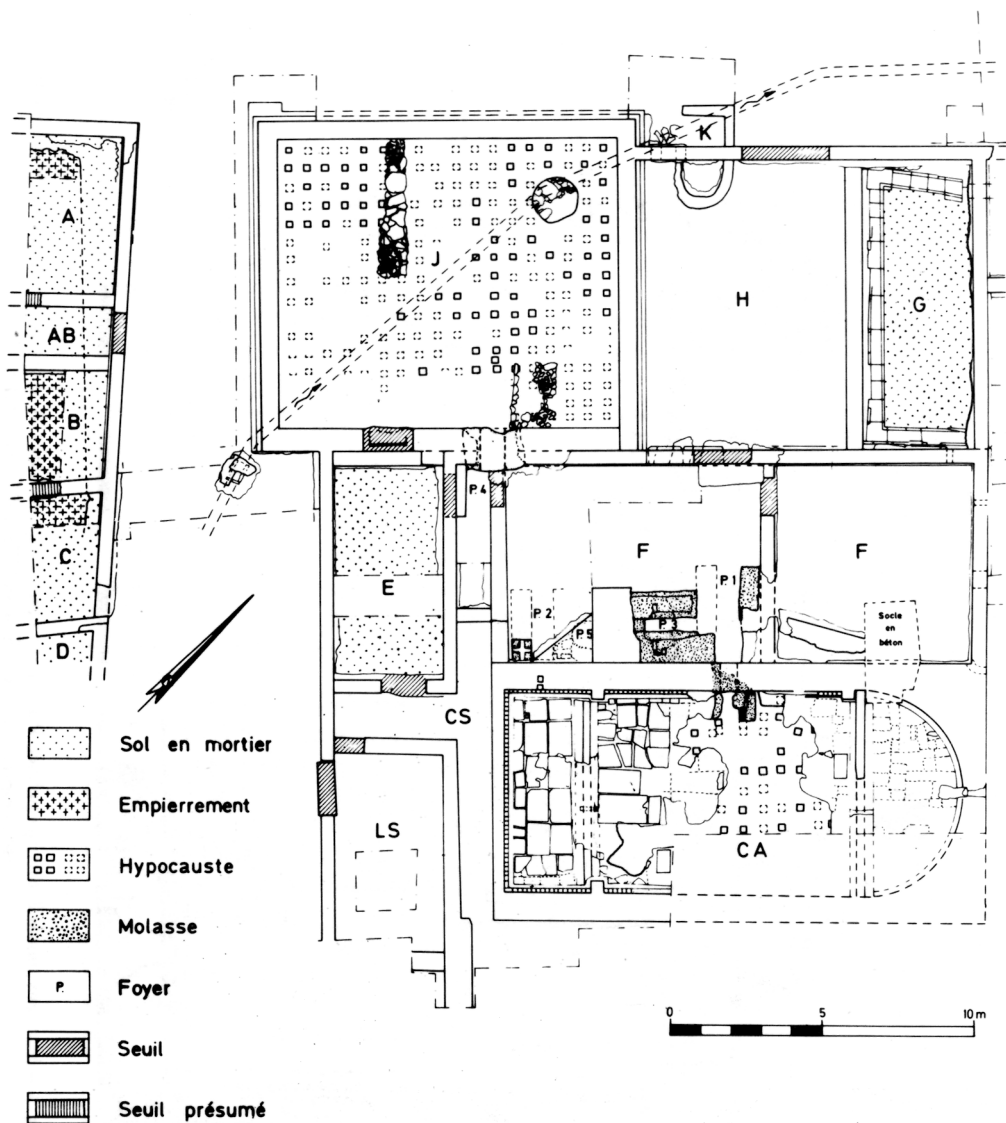 K
A
J
H
G
AB
B
P.4
C
E
F
F
P.1
P.2
P.3
P.5
Socle
en
béton
D
CS
Sol en mortier
Empierrement
LS
CA
Hypocauste
Molasse
P. Foyer
0 5 10 m
Seuil
Seuil présumé